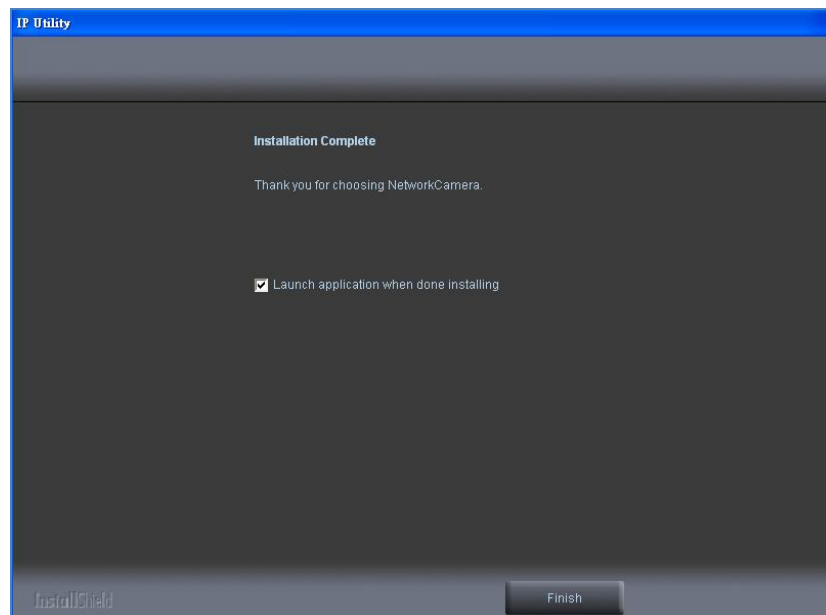 IP Utility
Installation Complete
Thank you for choosing NetworkCamera.
Launch application when done installing
InstallShield
Finish